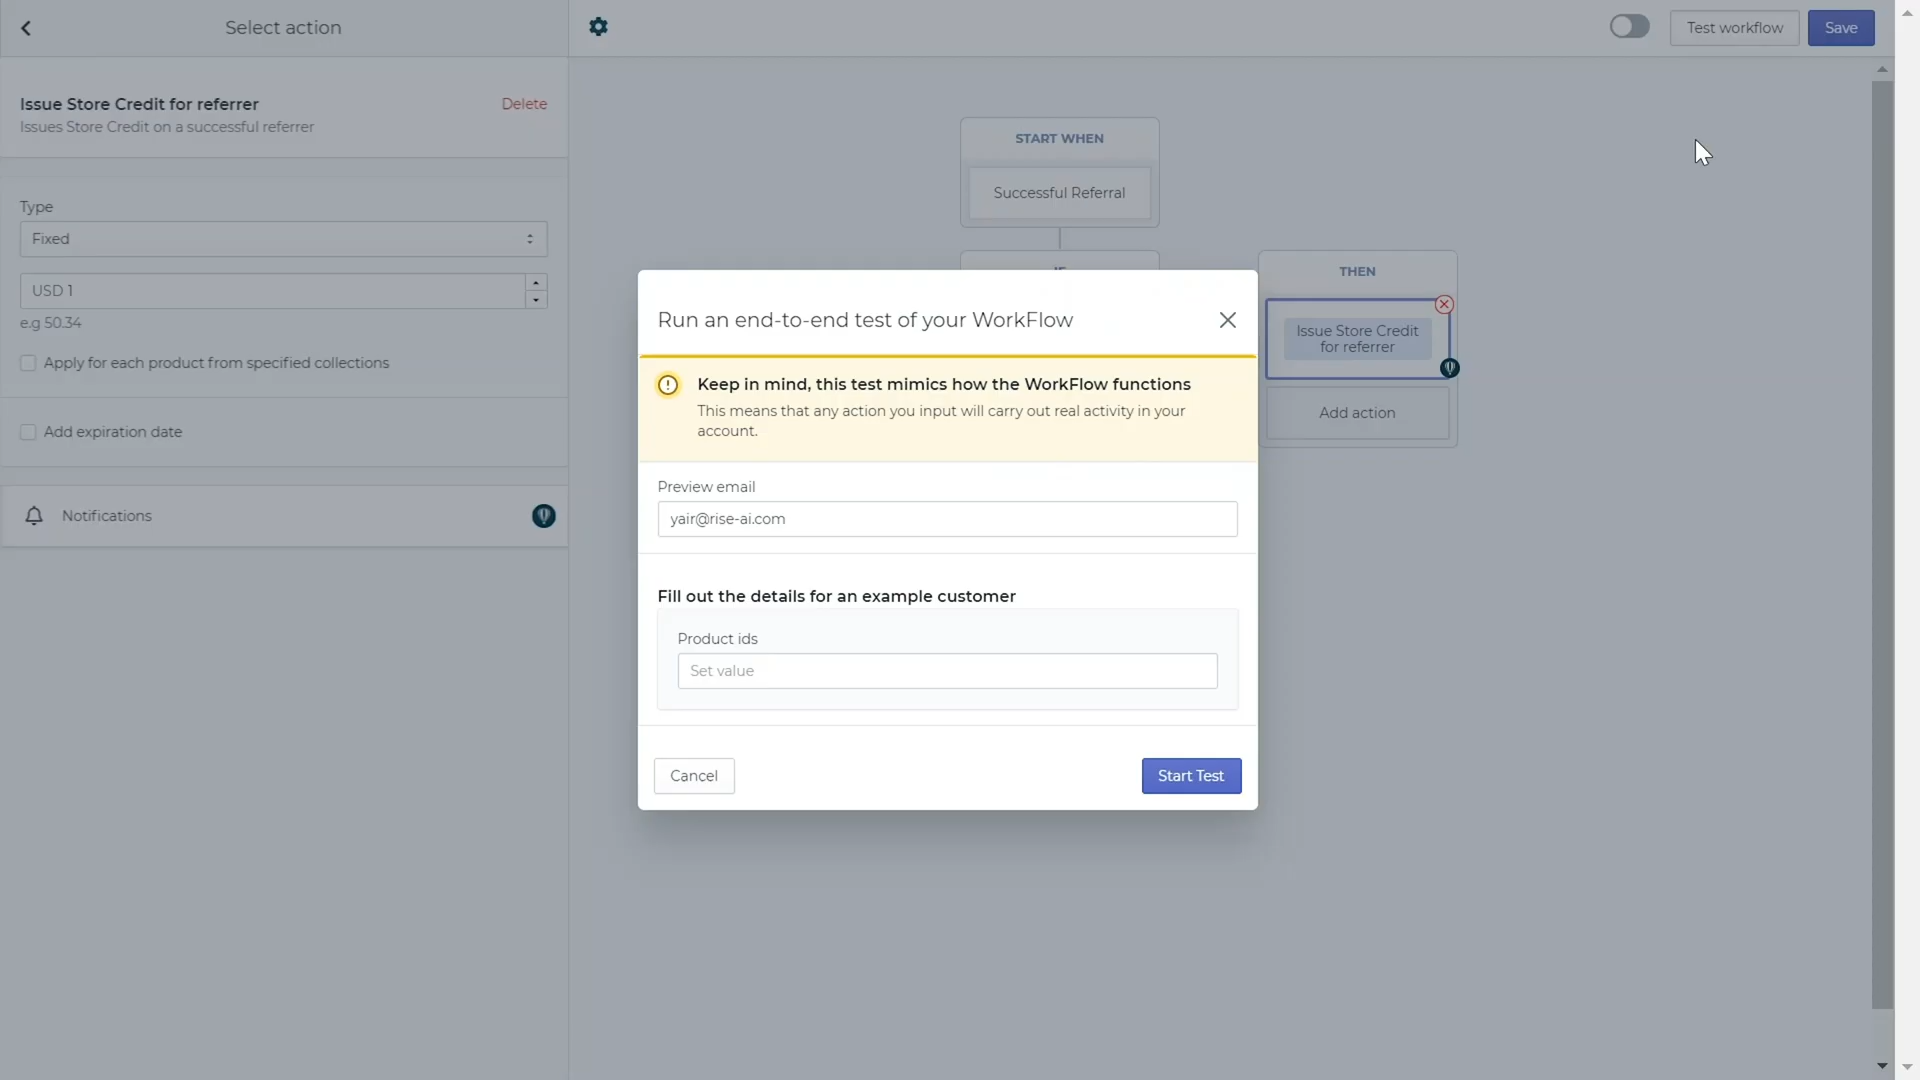 Select action
Test workflow
Save
Issue Store Credit for referrer
Delete
Issues Store Credit on a successful referrer
Type
Fixed
USD 1
e.g 50.34
Apply for each product from specified collections
Add expiration date
Notifications
START WHEN
Successful Referral
IF
THEN
Issue Store Credit
for referrer
Add action
Run an end-to-end test of your WorkFlow
Keep in mind, this test mimics how the WorkFlow functions
This means that any action you input will carry out real activity in your
account.
Preview email
yair@rise-ai.com
Fill out the details for an example customer
Product ids
Set value
Cancel
Start Test